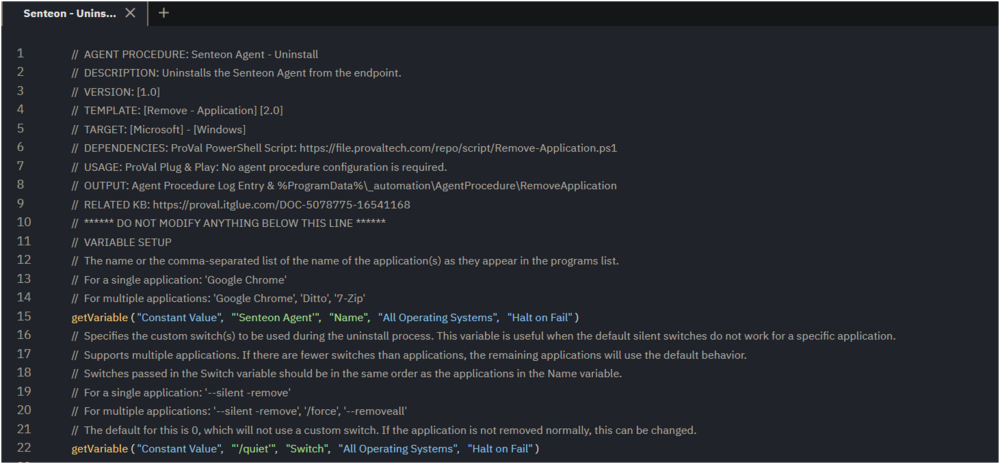 Senteon - Unins...
1 // AGENT PROCEDURE: Senteon Agent - Uninstall
2 // DESCRIPTION: Uninstalls the Senteon Agent from the endpoint.
3 // VERSION: [1.0]
4 // TEMPLATE: [Remove - Application] [2.0]
5 // TARGET: [Microsoft] - [Windows]
6 // DEPENDENCIES: ProVal PowerShell Script: https://file.provaltech.com/repo/script/Remove-Application.ps1
7 // USAGE: ProVal Plug & Play: No agent procedure configuration is required.
8 // OUTPUT: Agent Procedure Log Entry & %ProgramData%\_automation\AgentProcedure\RemoveApplication
9 // RELATED KB: https://proval.itglue.com/DOC-5078775-16541168
10 // ****** DO NOT MODIFY ANYTHING BELOW THIS LINE ******
11 // VARIABLE SETUP
12 // The name or the comma-separated list of the name of the application(s) as they appear in the programs list.
13 // For a single application: 'Google Chrome'
14 // For multiple applications: 'Google Chrome', 'Ditto', '7-Zip'
15 getVariable ("Constant Value", "'Senteon Agent'", "Name", "All Operating Systems", "Halt on Fail")
16 // Specifies the custom switch(s) to be used during the uninstall process. This variable is useful when the default silent switches do not work for a specific application.
17 // Supports multiple applications. If there are fewer switches than applications, the remaining applications will use the default behavior.
18 // Switches passed in the Switch variable should be in the same order as the applications in the Name variable.
19 // For a single application: '--silent -remove'
20 // For multiple applications: '--silent -remove', '/force', '--removeall'
21 // The default for this is 0, which will not use a custom switch. If the application is not removed normally, this can be changed.
22 getVariable ("Constant Value", "'/quiet'", "Switch", "All Operating Systems", "Halt on Fail")